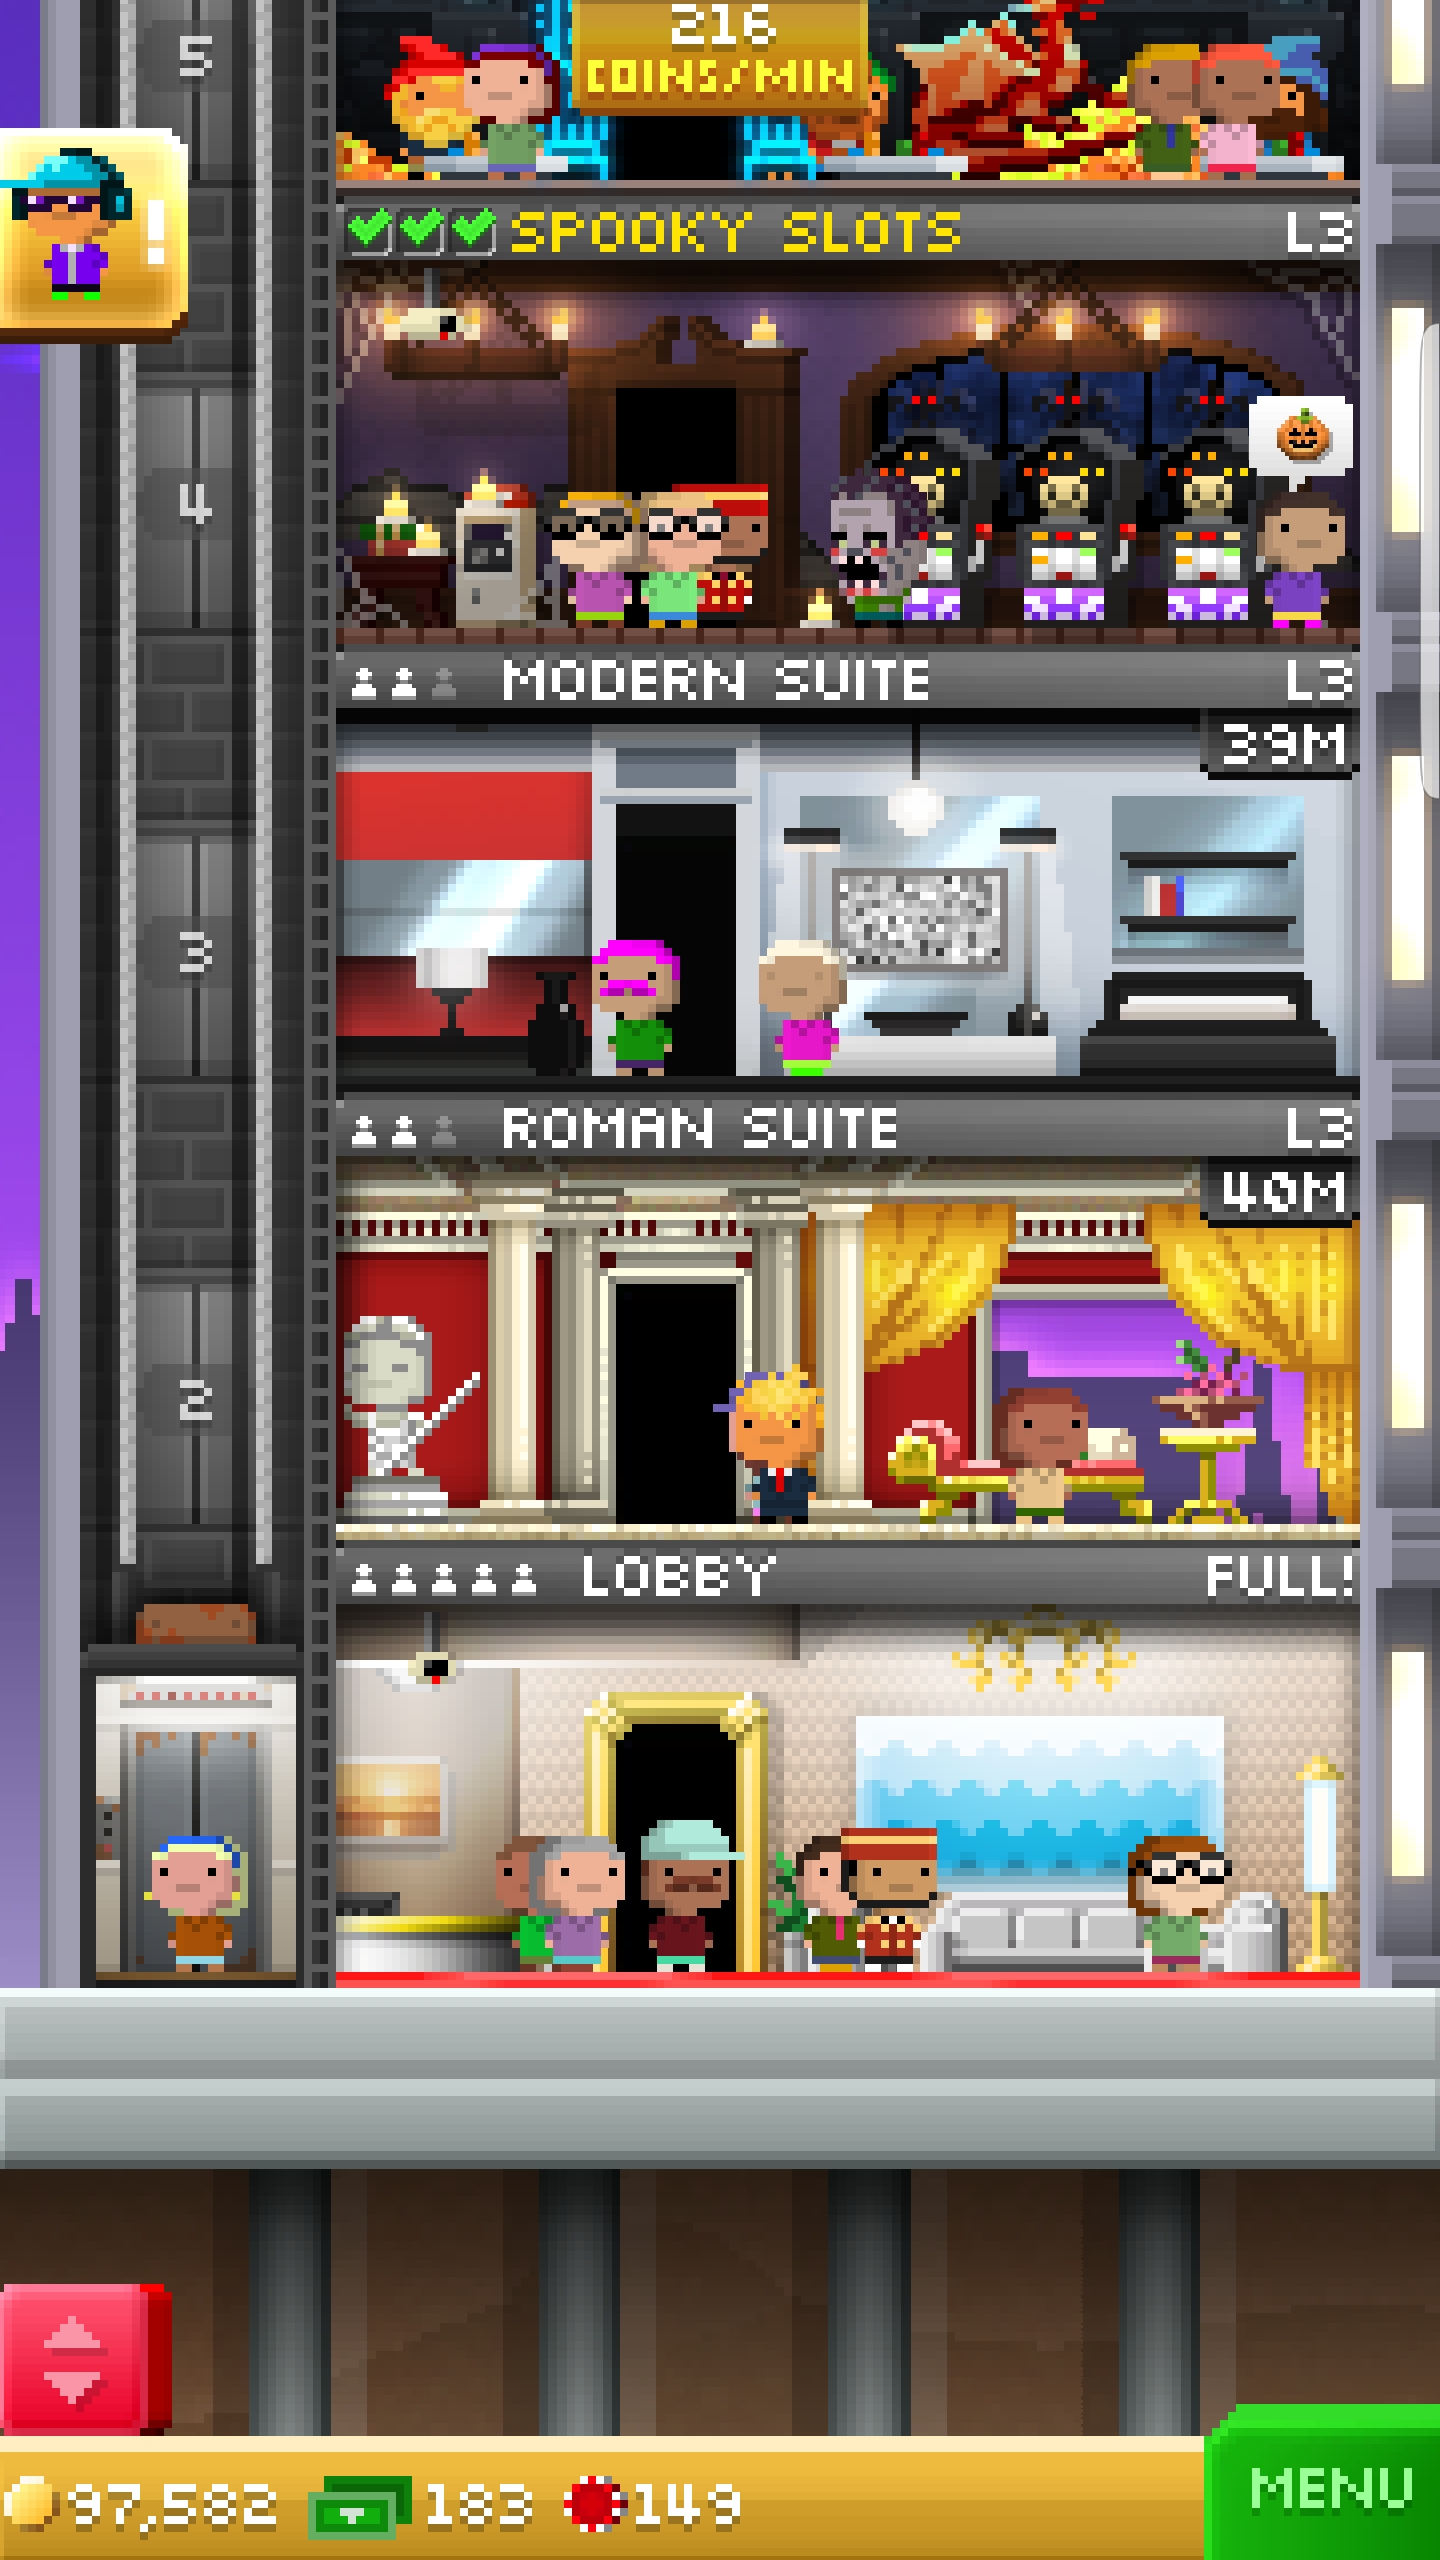 216
COINS/MIN
5
!
SPOOKY SLOTS L3
4
MODERN SUITE L3
39M
3
ROMAN SUITE L3
40M
2
LOBBY FULL!
97,582 183 149
MENU